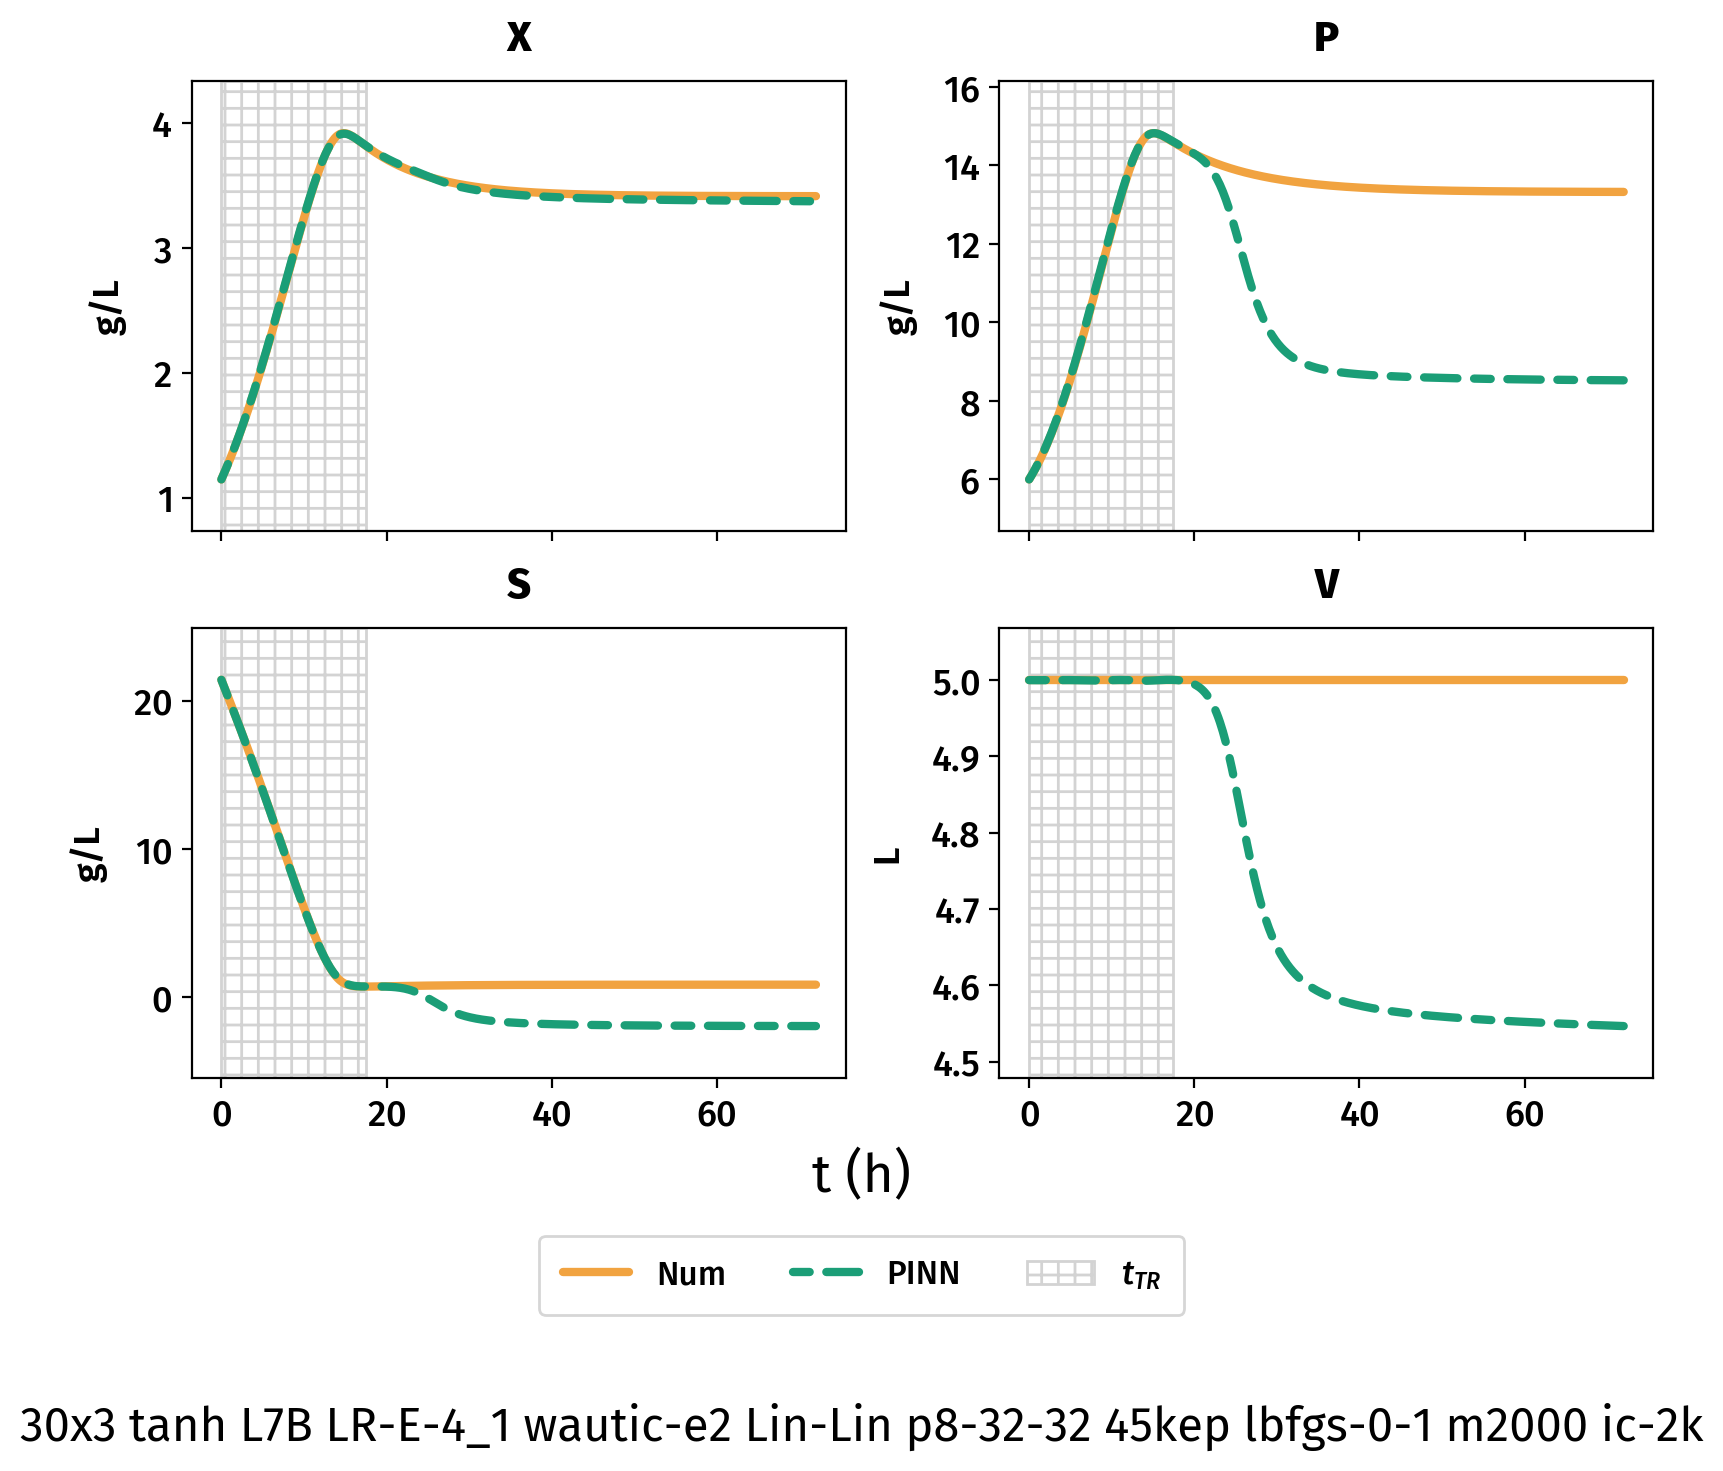 X
4
3
2
1
g/L
P
16
14
12
10
8
6
g/L
S
20
10
0
g/L
0 20 40 60
V
5.0
4.9
4.8
4.7
4.6
4.5
L
0 20 40 60
t (h)
Num PINN tTR
30x3 tanh L7B LR-E-4_1 wautic-e2 Lin-Lin p8-32-32 45kep lbfgs-0-1 m2000 ic-2k